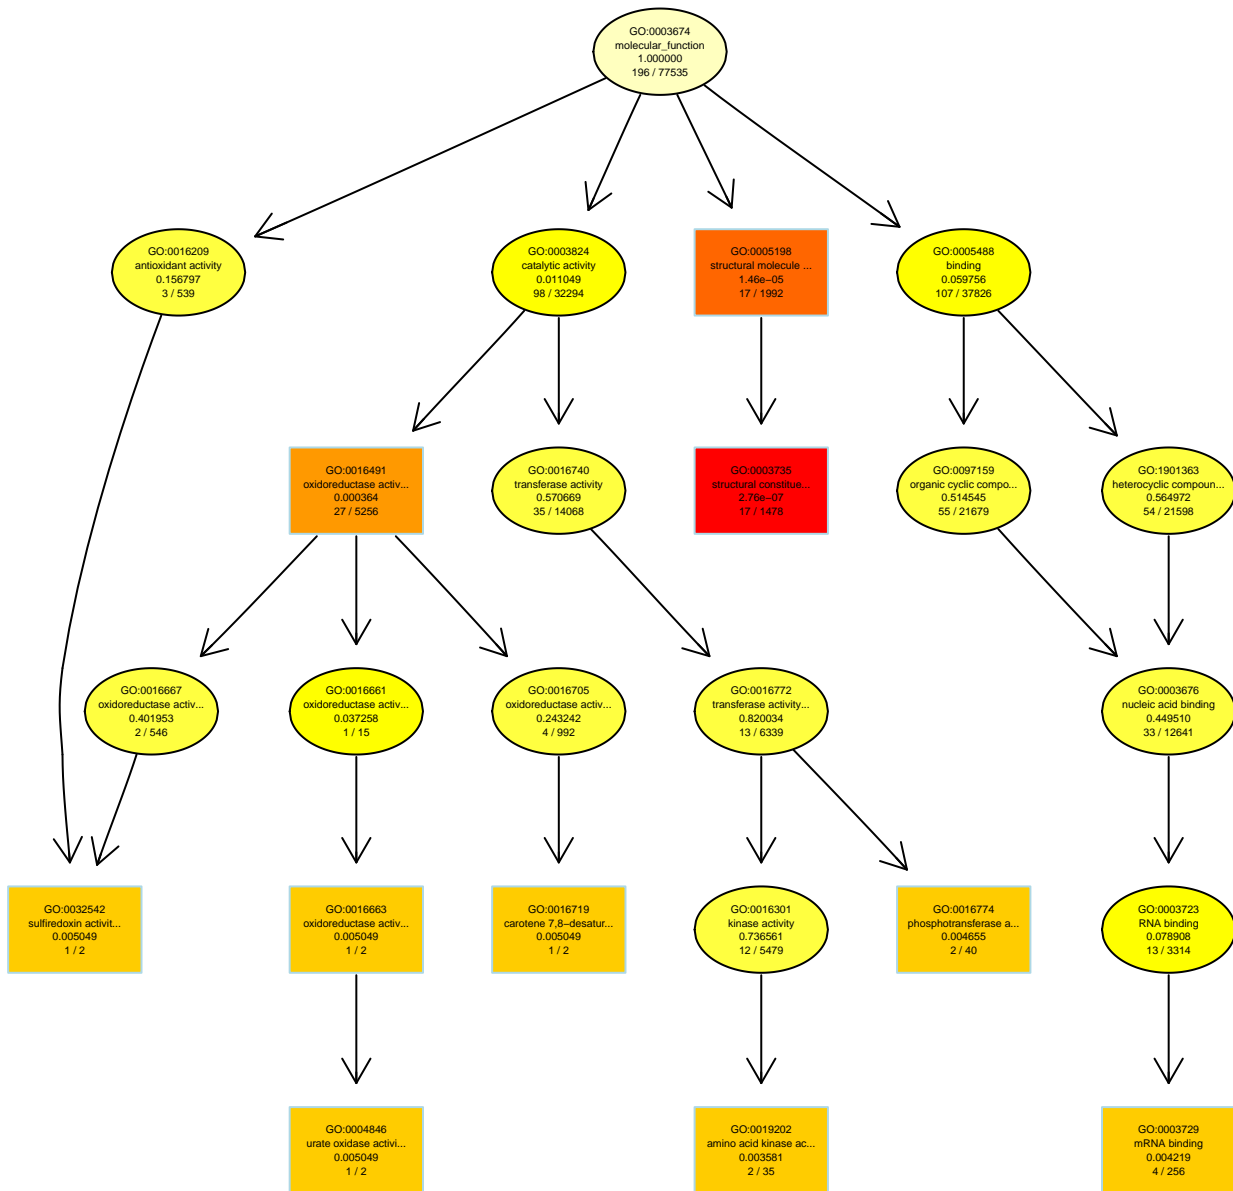 GO:0003674
molecular_function
1.000000
196 / 77535
GO:0016209
antioxidant activity
0.156797
3 / 539
GO:0003824
catalytic activity
0.011049
98 / 32294
GO:0005198
structural molecule ...
1.46e−05
17 / 1992
GO:0005488
binding
0.059756
107 / 37826
GO:0016491
oxidoreductase activ...
0.000364
27 / 5256
GO:0016740
transferase activity
0.570669
35 / 14068
GO:0003735
structural constitue...
2.76e−07
17 / 1478
GO:0097159
organic cyclic compo...
0.514545
55 / 21679
GO:1901363
heterocyclic compoun...
0.564972
54 / 21598
GO:0016667
oxidoreductase activ...
0.401953
2 / 546
GO:0016661
oxidoreductase activ...
0.037258
1 / 15
GO:0016705
oxidoreductase activ...
0.243242
4 / 992
GO:0016772
transferase activity...
0.820034
13 / 6339
GO:0003676
nucleic acid binding
0.449510
33 / 12641
GO:0032542
sulfiredoxin activit...
0.005049
1 / 2
GO:0016663
oxidoreductase activ...
0.005049
1 / 2
GO:0016719
carotene 7,8−desatur...
0.005049
1 / 2
GO:0016301
kinase activity
0.736561
12 / 5479
GO:0016774
phosphotransferase a...
0.004655
2 / 40
GO:0003723
RNA binding
0.078908
13 / 3314
GO:0004846
urate oxidase activi...
0.005049
1 / 2
GO:0019202
amino acid kinase ac...
0.003581
2 / 35
GO:0003729
mRNA binding
0.004219
4 / 256